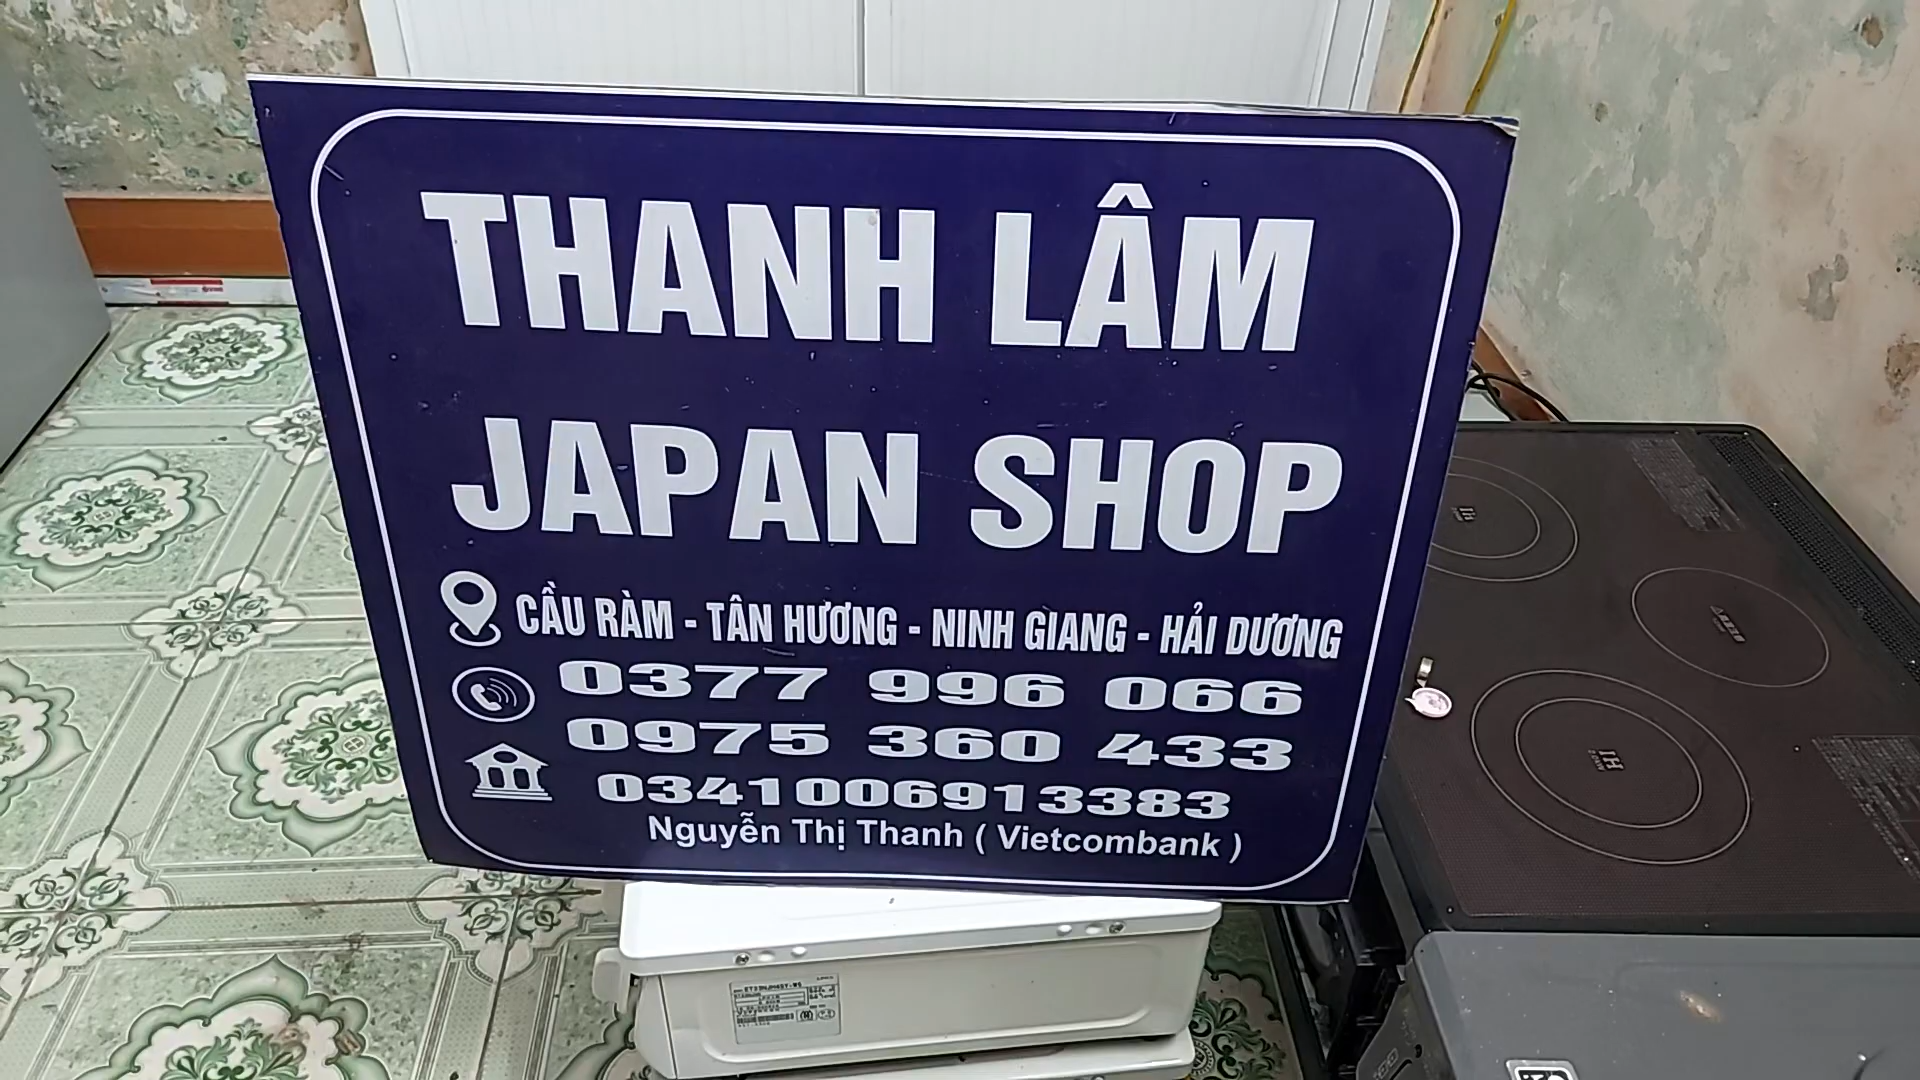 THANH LÂM
JAPAN SHOP
CẦU RÀM - TÂN HƯƠNG - NINH GIANG - HẢI DƯƠNG
0377 996 066
0975 360 433
0341006913383
Nguyễn Thị Thanh ( Vietcombank )